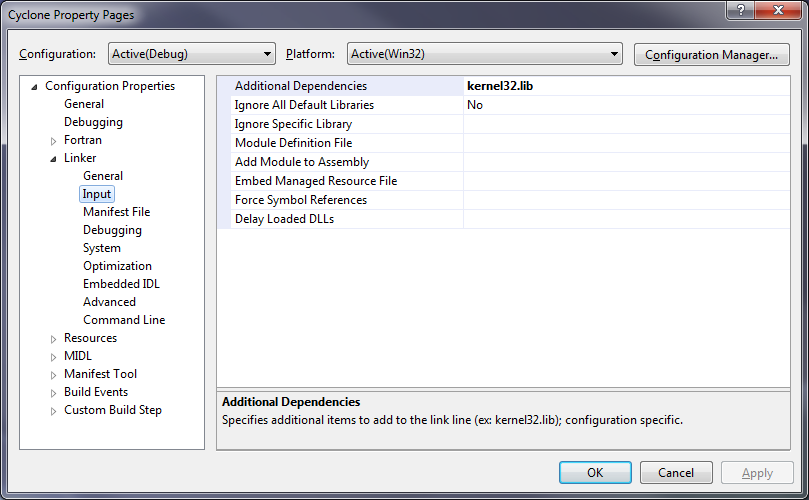 Cyclone Property Pages
?
Configuration: Active(Debug) Platform: Active(Win32) Configuration Manager...
Configuration Properties
General
Debugging
Fortran
Linker
General
Input
Manifest File
Debugging
System
Optimization
Embedded IDL
Advanced
Command Line
Resources
MIDL
Manifest Tool
Build Events
Custom Build Step
Additional Dependencies kernel32.lib
Ignore All Default Libraries No
Ignore Specific Library
Module Definition File
Add Module to Assembly
Embed Managed Resource File
Force Symbol References
Delay Loaded DLLs
Additional Dependencies
Specifies additional items to add to the link line (ex: kernel32.lib); configuration specific.
OK Cancel Apply